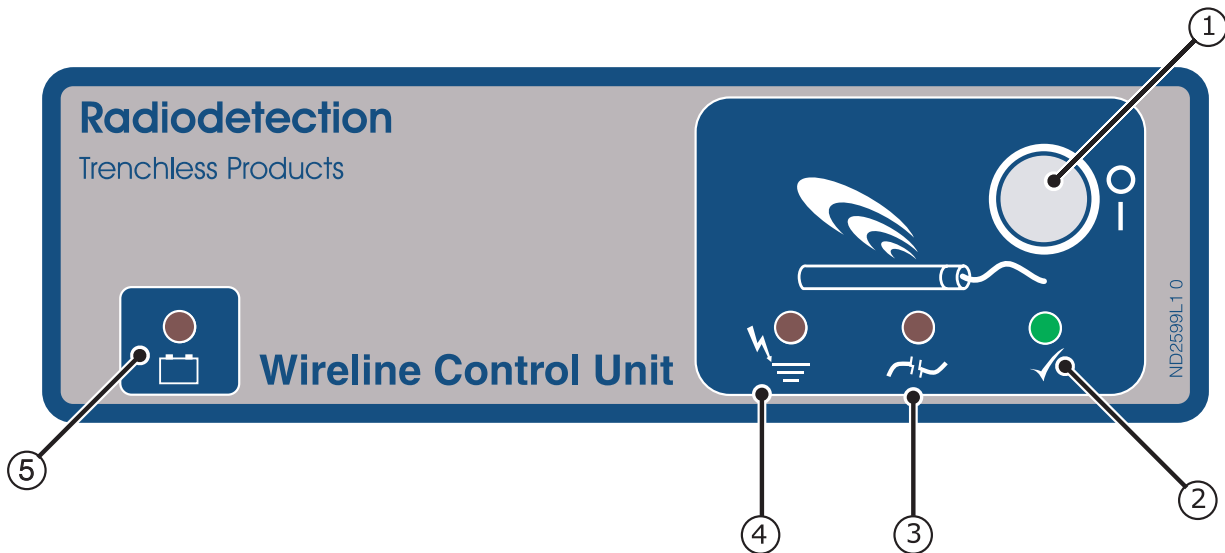 1
Radiodetection
Trenchless Products
ND2599L1 0
Wireline Control Unit
5
4
3
2